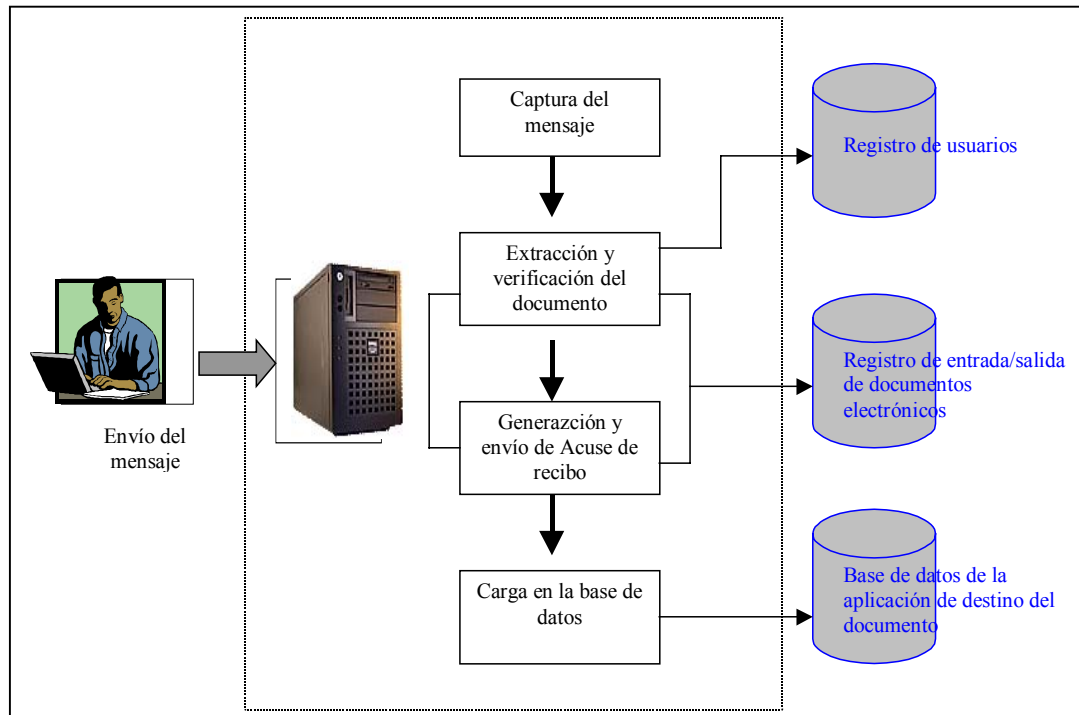 Captura del
mensaje
Registro de usuarios
Extracción y
verificación del
documento
Envío del
mensaje
Registro de entrada/salida
de documentos
electrónicos
Generazción y
envío de Acuse de
recibo
Carga en la base de
datos
Base de datos de la
aplicación de destino del
documento